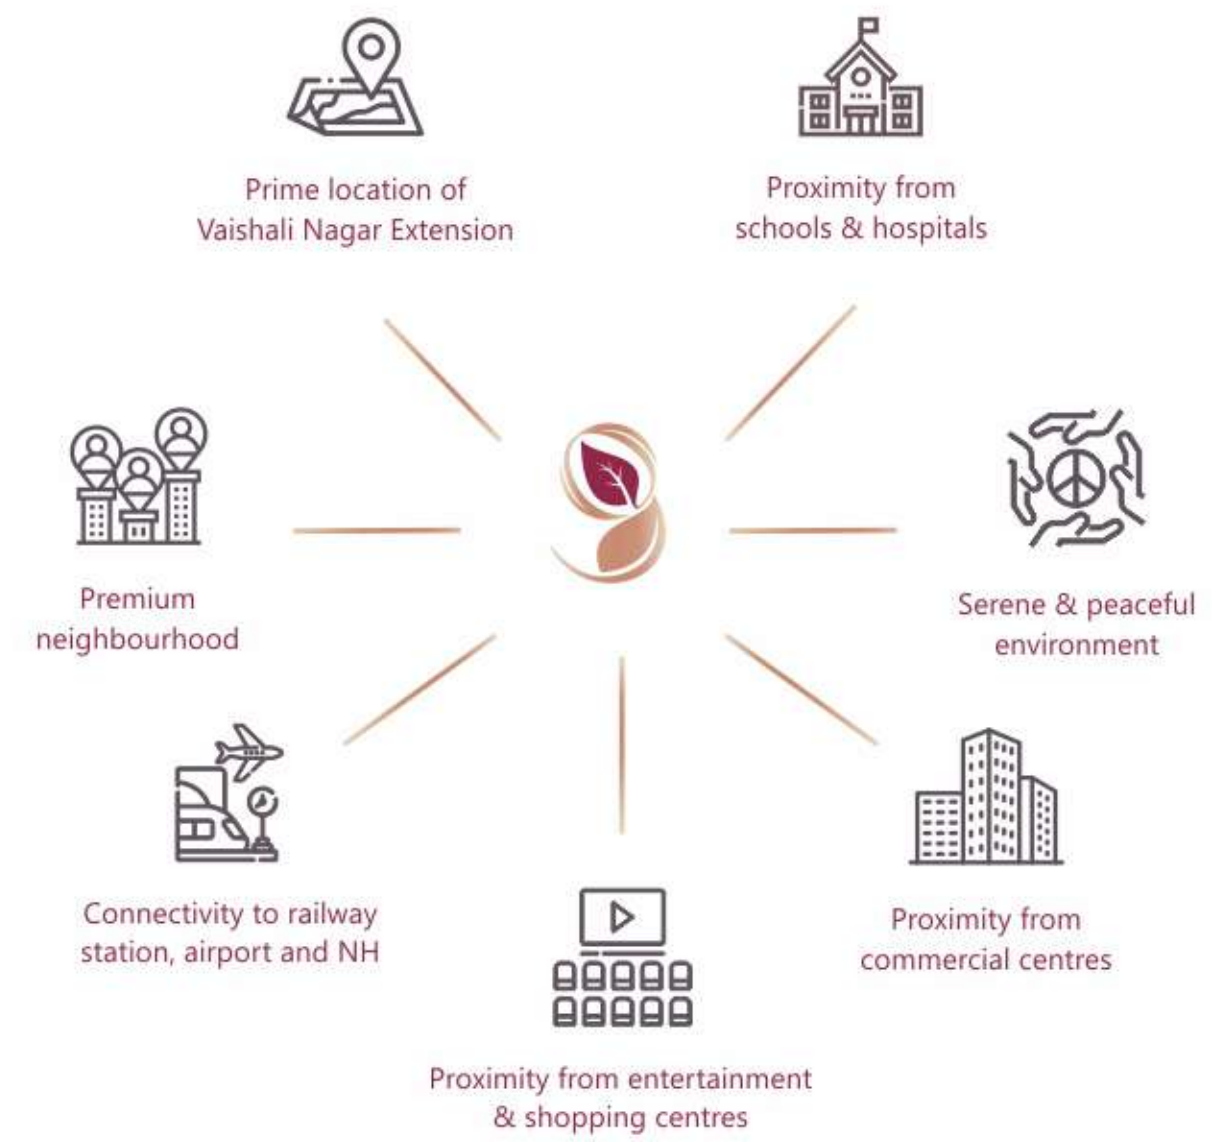 Prime location of
Vaishali Nagar Extension
Proximity from
schools & hospitals
Premium
neighbourhood
Serene & peaceful
environment
Connectivity to railway
station, airport and NH
Proximity from
commercial centres
Proximity from entertainment
& shopping centres